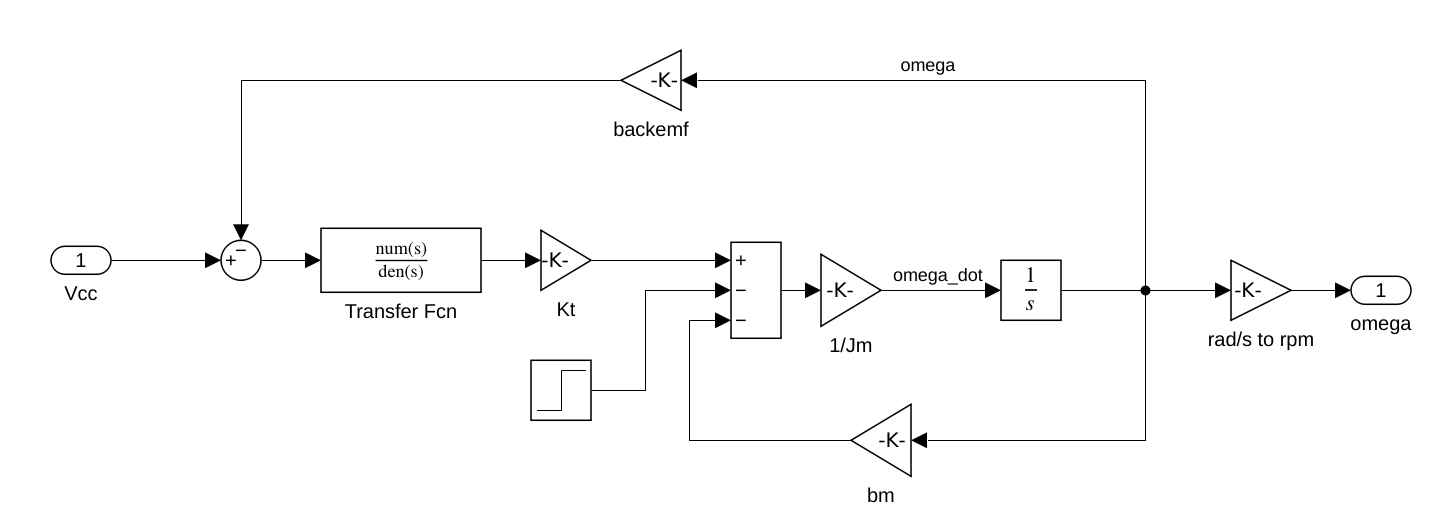 omega
-K-
backemf
1
Vcc
+
−
num(s)
den(s)
Transfer Fcn
-K-
Kt
+
−
−
-K-
1/Jm
omega_dot
1
s
-K-
rad/s to rpm
1
omega
-K-
bm